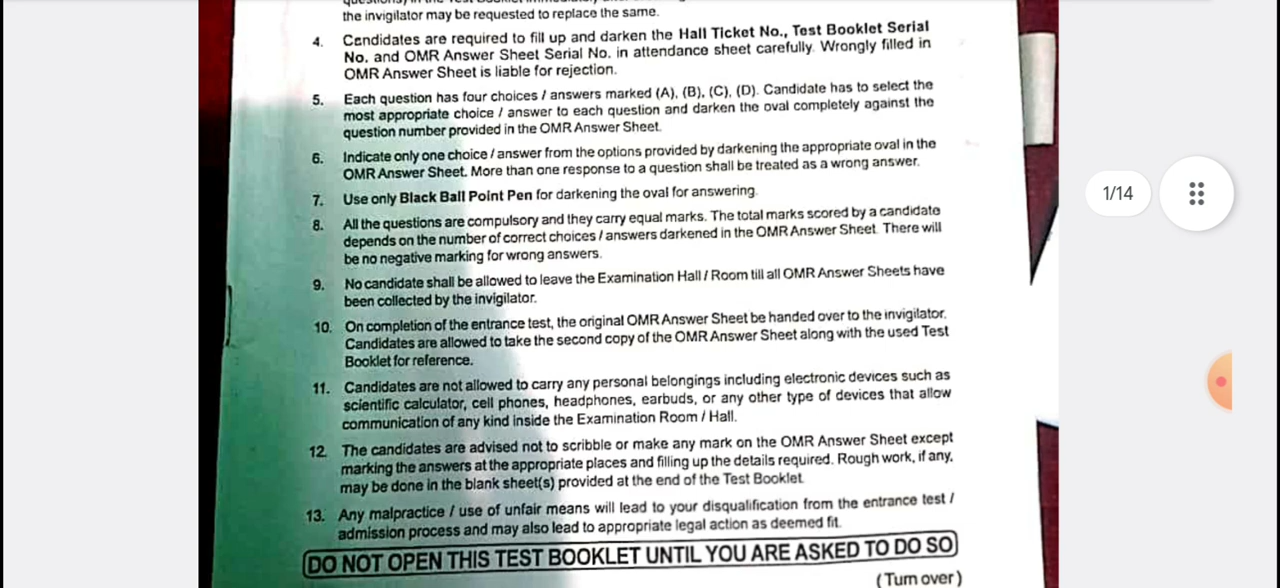 the invigilator may be requested to replace the same.
4. Candidates are required to fill up and darken the Hall Ticket No., Test Booklet Serial
No. and OMR Answer Sheet Serial No. in attendance sheet carefully. Wrongly filled in
OMR Answer Sheet is liable for rejection.
5. Each question has four choices / answers marked (A), (B), (C), (D). Candidate has to select the
most appropriate choice / answer to each question and darken the oval completely against the
question number provided in the OMR Answer Sheet.
6. Indicate only one choice / answer from the options provided by darkening the appropriate oval in the
OMR Answer Sheet. More than one response to a question shall be treated as a wrong answer.
7. Use only Black Ball Point Pen for darkening the oval for answering.
8. All the questions are compulsory and they carry equal marks. The total marks scored by a candidate
depends on the number of correct choices / answers darkened in the OMR Answer Sheet. There will
be no negative marking for wrong answers.
9. No candidate shall be allowed to leave the Examination Hall / Room till all OMR Answer Sheets have
been collected by the invigilator.
10. On completion of the entrance test, the original OMR Answer Sheet be handed over to the invigilator.
Candidates are allowed to take the second copy of the OMR Answer Sheet along with the used Test
Booklet for reference.
11. Candidates are not allowed to carry any personal belongings including electronic devices such as
scientific calculator, cell phones, headphones, earbuds, or any other type of devices that allow
communication of any kind inside the Examination Room / Hall.
12. The candidates are advised not to scribble or make any mark on the OMR Answer Sheet except
marking the answers at the appropriate places and filling up the details required. Rough work, if any,
may be done in the blank sheet(s) provided at the end of the Test Booklet.
13. Any malpractice / use of unfair means will lead to your disqualification from the entrance test /
admission process and may also lead to appropriate legal action as deemed fit.
DO NOT OPEN THIS TEST BOOKLET UNTIL YOU ARE ASKED TO DO SO
(Turn over)
1/14